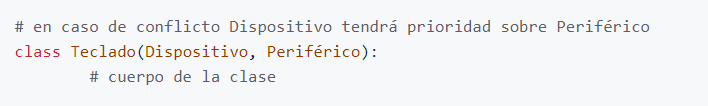 # en caso de conflicto Dispositivo tendrá prioridad sobre Periférico
class Teclado(Dispositivo, Periférico):
# cuerpo de la clase